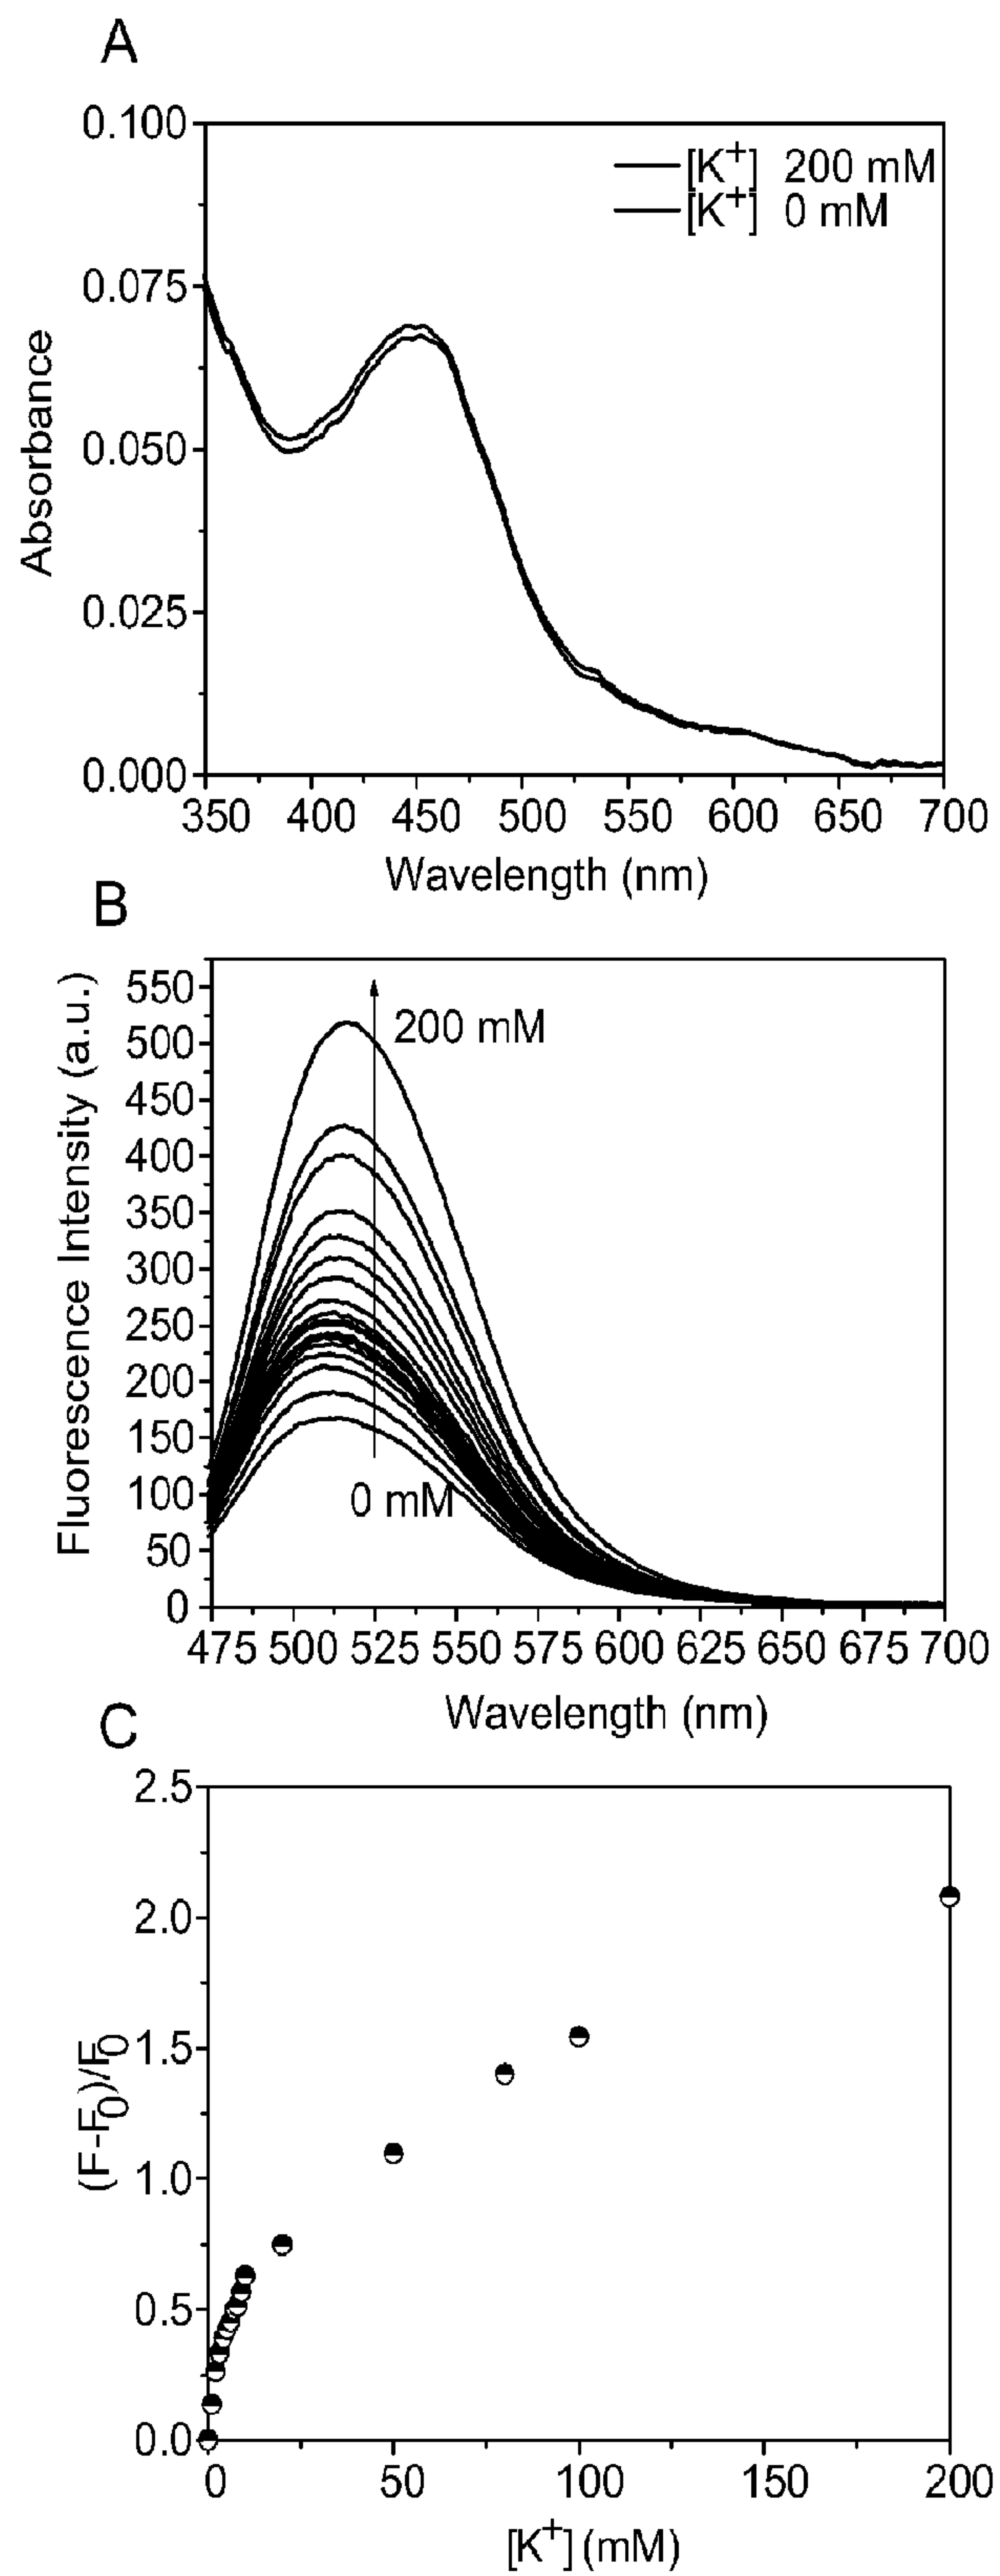 A
0.100
[K+] 200 mM
[K+] 0 mM
0.075
0.050
0.025
0.000
Absorbance
350 400 450 500 550 600 650 700
Wavelength (nm)
B
550
500
450
400
350
300
250
200
150
100
50
0
Fluorescence Intensity (a.u.)
200 mM
0 mM
475 500 525 550 575 600 625 650 675 700
Wavelength (nm)
C
2.5
2.0
1.5
1.0
0.5
0.0
(F-F0)/F0
0 50 100 150 200
[K+] (mM)